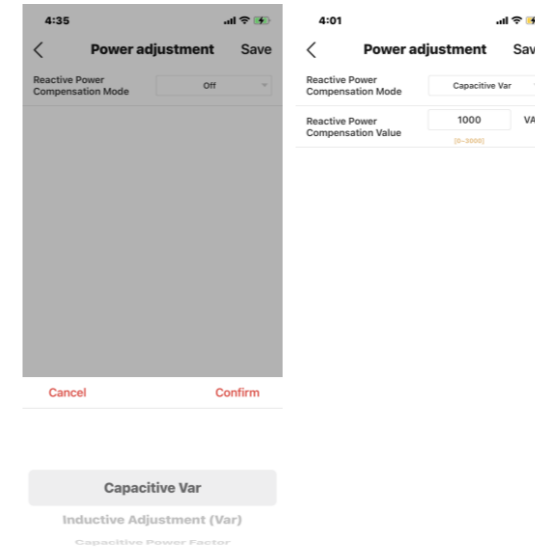 4:35
Power adjustment Save
Reactive Power
Compensation Mode
Off
Cancel Confirm
Capacitive Var
Inductive Adjustment (Var)
Capacitive Power Factor
4:01
Power adjustment Sav
Reactive Power
Compensation Mode
Capacitive Var
Reactive Power
Compensation Value
1000 VA
[0~3000]